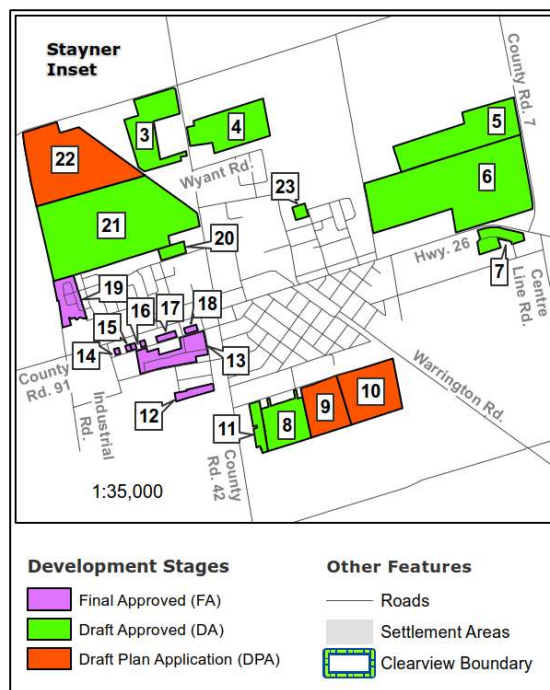 Stayner
Inset
County Rd. 7
3
4
5
22
Wyant Rd.
6
23
21
20
Hwy. 26
7
Centre
Line Rd.
19
18
17
16
15
14
13
County
Rd. 91
Industrial
Rd.
12
11
8
9
10
Warrington Rd.
County
Rd. 42
1:35,000
Development Stages
Final Approved (FA)
Draft Approved (DA)
Draft Plan Application (DPA)
Other Features
Roads
Settlement Areas
Clearview Boundary